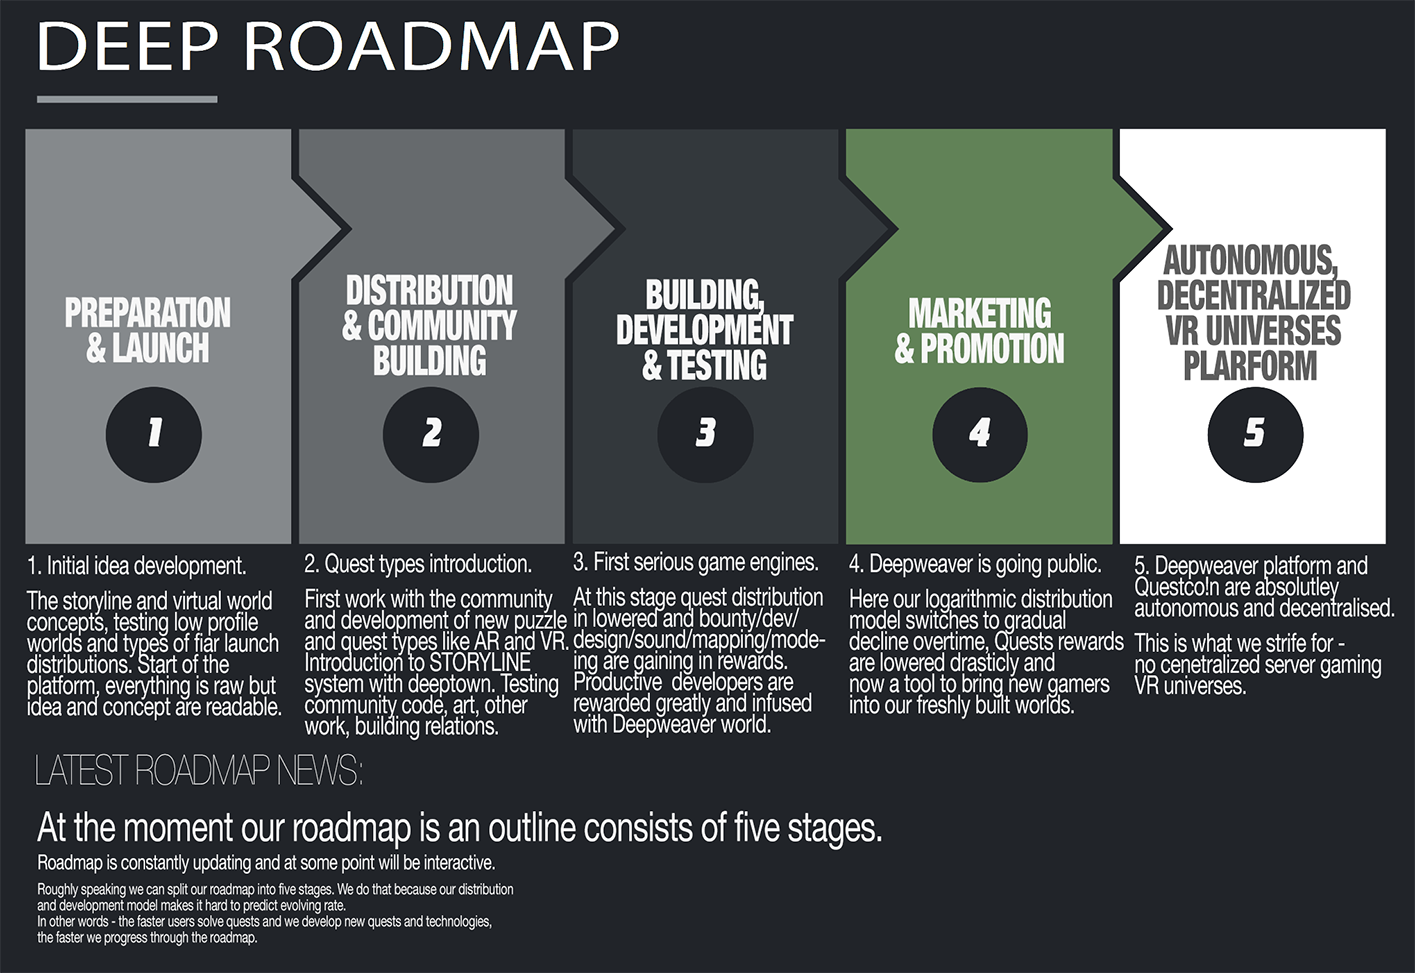 DEEP ROADMAP
PREPARATION
& LAUNCH
1
DISTRIBUTION
& COMMUNITY
BUILDING
2
BUILDING,
DEVELOPMENT
& TESTING
3
MARKETING
& PROMOTION
4
AUTONOMOUS,
DECENTRALIZED
VR UNIVERSES
PLARFORM
5
1. Initial idea development.
The storyline and virtual world
concepts, testing low profile
worlds and types of fiar launch
distributions. Start of the
platform, everything is raw but
idea and concept are readable.
2. Quest types introduction.
First work with the community
and development of new puzzle
and quest types like AR and VR.
Introduction to STORYLINE
system with deeptown. Testing
community code, art, other
work, building relations.
3. First serious game engines.
At this stage quest distribution
in lowered and bounty/dev/
design/sound/mapping/mode-
ing are gaining in rewards.
Productive developers are
rewarded greatly and infused
with Deepweaver world.
4. Deepweaver is going public.
Here our logarithmic distribution
model switches to gradual
decline overtime, Quests rewards
are lowered drasticly and
now a tool to bring new gamers
into our freshly built worlds.
5. Deepweaver platform and
Questco!n are absolutley
autonomous and decentralised.
This is what we strife for -
no cenetralized server gaming
VR universes.
LATEST ROADMAP NEWS:
At the moment our roadmap is an outline consists of five stages.
Roadmap is constantly updating and at some point will be interactive.
Roughly speaking we can split our roadmap into five stages. We do that because our distribution
and development model makes it hard to predict evolving rate.
In other words - the faster users solve quests and we develop new quests and technologies,
the faster we progress through the roadmap.